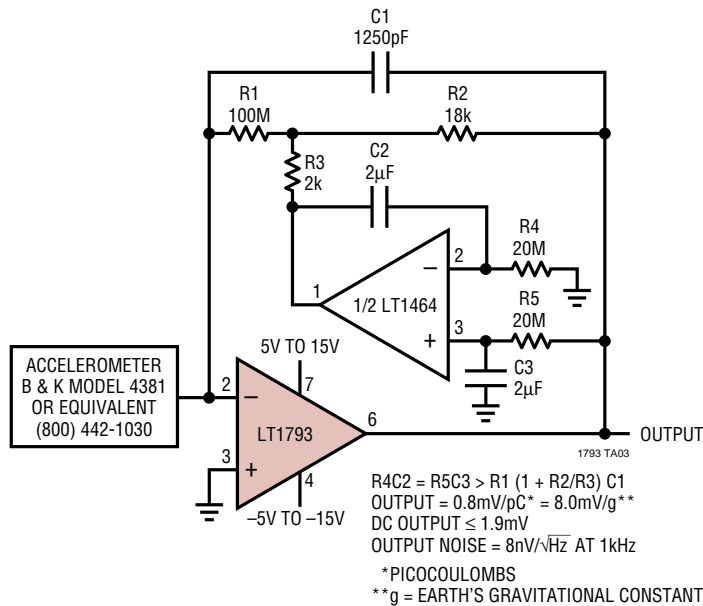 C1
1250pF
R1
100M
R2
18k
R3
2k
C2
2µF
R4
20M
2
1
1/2 LT1464
–
+
3
R5
20M
C3
2µF
ACCELEROMETER
B & K MODEL 4381
OR EQUIVALENT
(800) 442-1030
5V TO 15V
2
–
7
LT1793
6
3
+
4
–5V TO –15V
OUTPUT
1793 TA03
R4C2 = R5C3 > R1 (1 + R2/R3) C1
OUTPUT = 0.8mV/pC* = 8.0mV/g**
DC OUTPUT ≤ 1.9mV
OUTPUT NOISE = 8nV/√Hz AT 1kHz
*PICOCOULOMBS
**g = EARTH'S GRAVITATIONAL CONSTANT